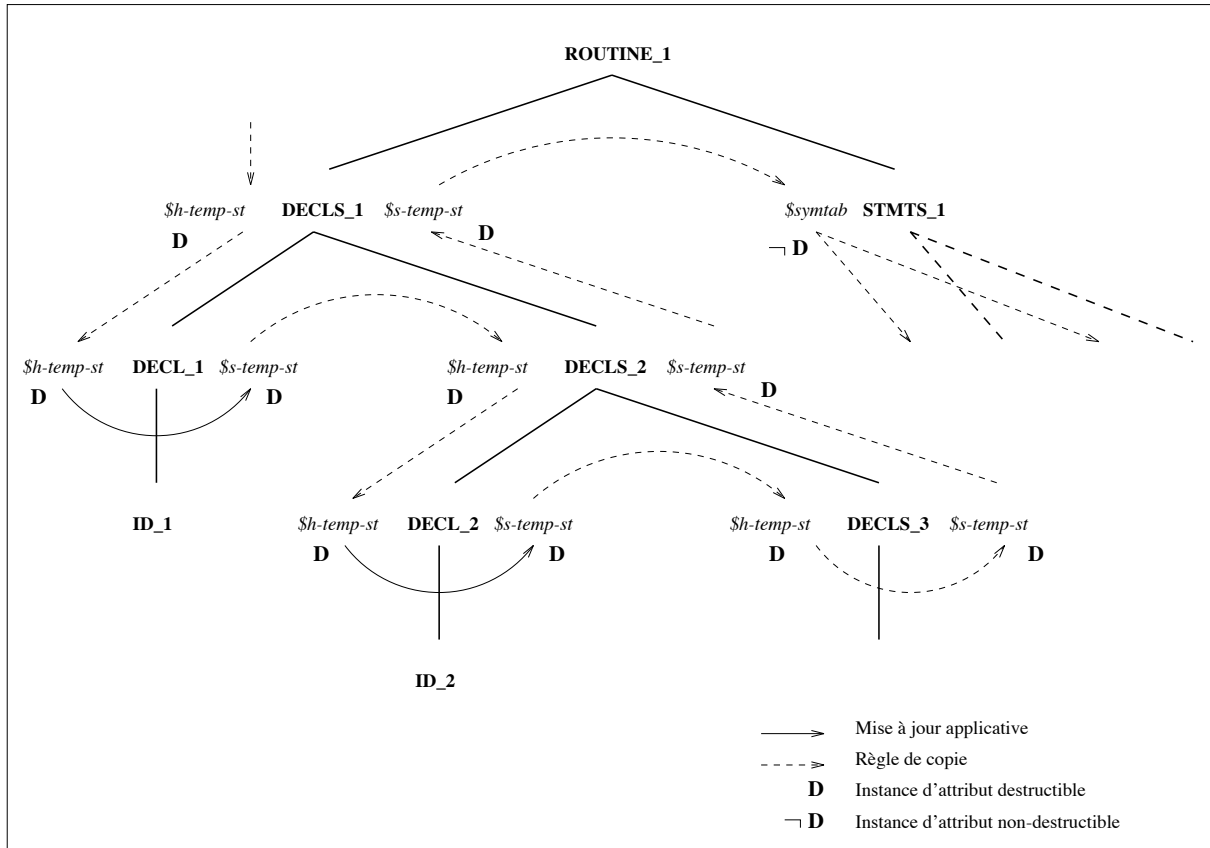 ROUTINE_1
$h-temp-st DECLS_1 $s-temp-st $symtab STMTS_1
D D ¬ D
$h-temp-st DECL_1 $s-temp-st $h-temp-st DECLS_2 $s-temp-st
D D D D
ID_1 $h-temp-st DECL_2 $s-temp-st $h-temp-st DECLS_3 $s-temp-st
D D D D
ID_2
Mise à jour applicative
Règle de copie
D Instance d'attribut destructible
¬ D Instance d'attribut non-destructible